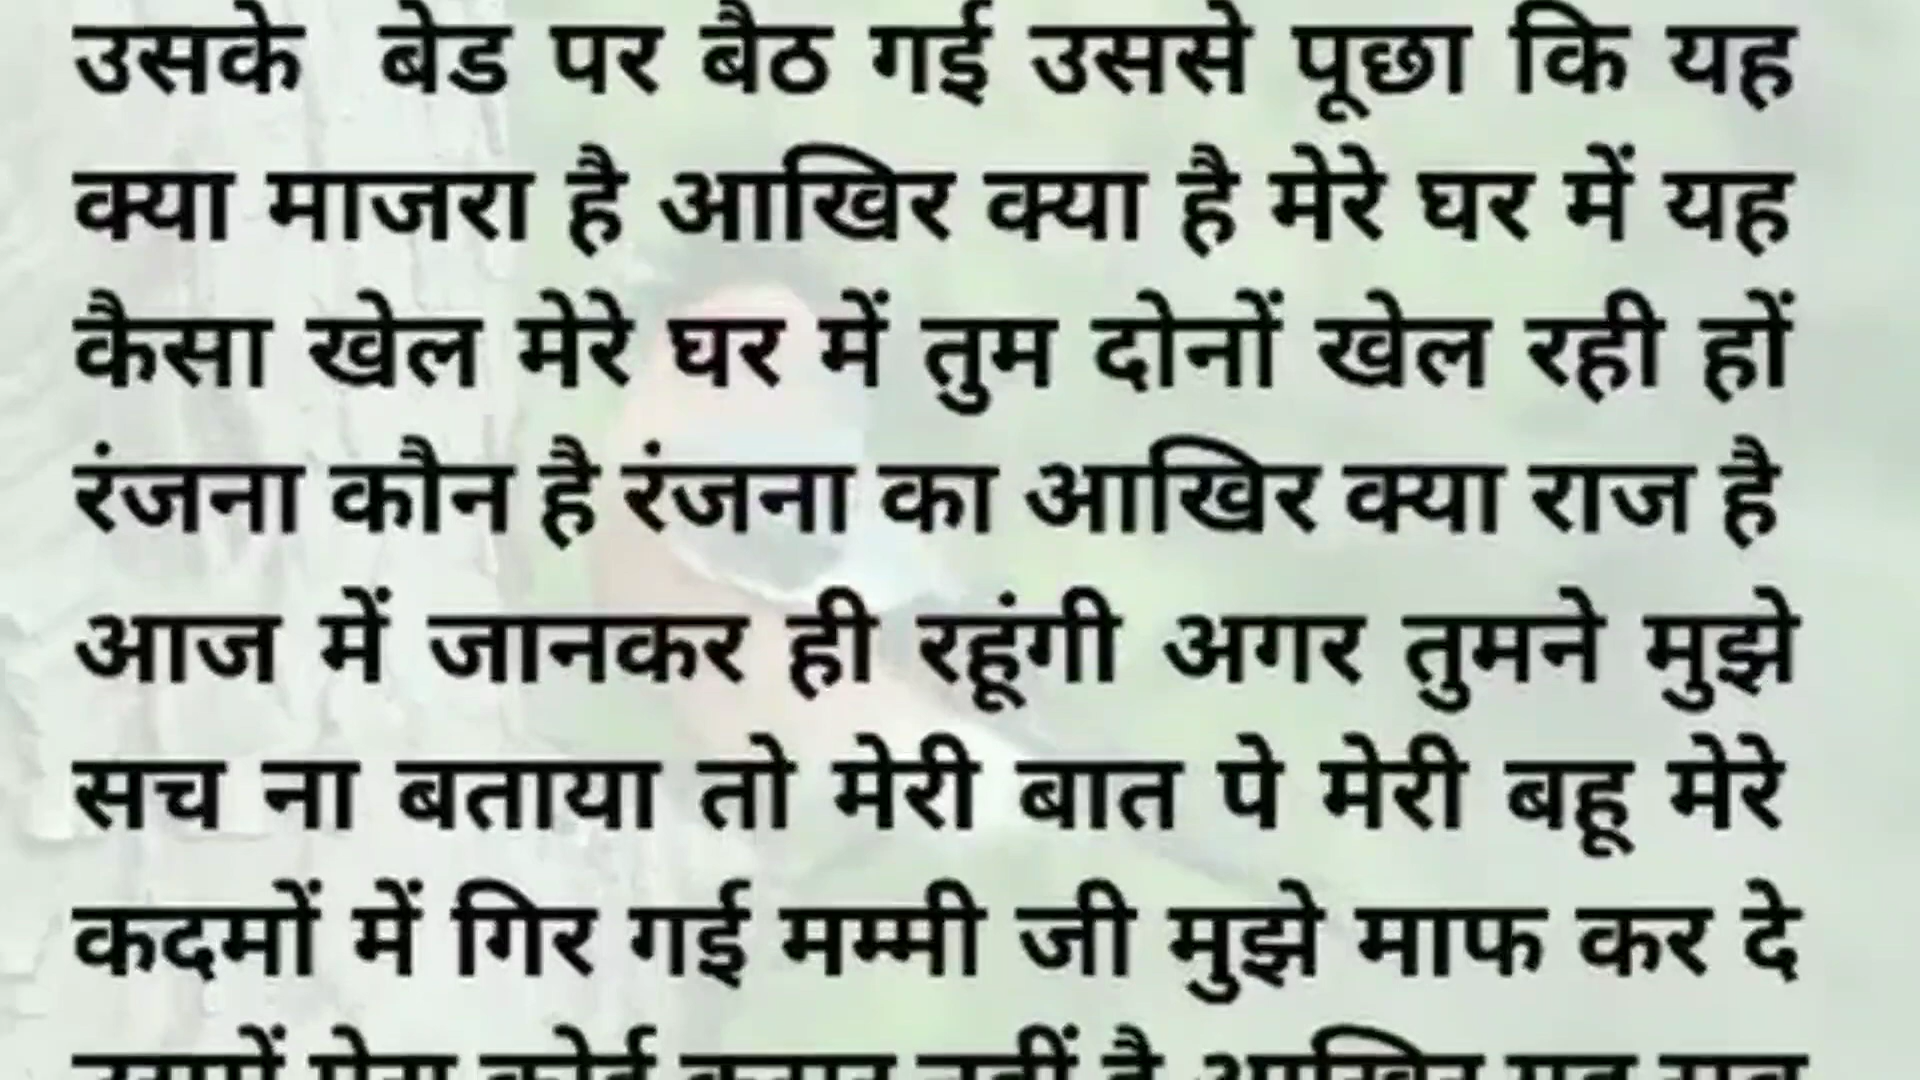 उसके बेड पर बैठ गई उससे पूछा कि यह
क्या माजरा है आखिर क्या है मेरे घर में यह
कैसा खेल मेरे घर में तुम दोनों खेल रही हों
रंजना कौन है रंजना का आखिर क्या राज है
आज में जानकर ही रहूंगी अगर तुमने मुझे
सच ना बताया तो मेरी बात पे मेरी बहू मेरे
कदमों में गिर गई मम्मी जी मुझे माफ कर दे